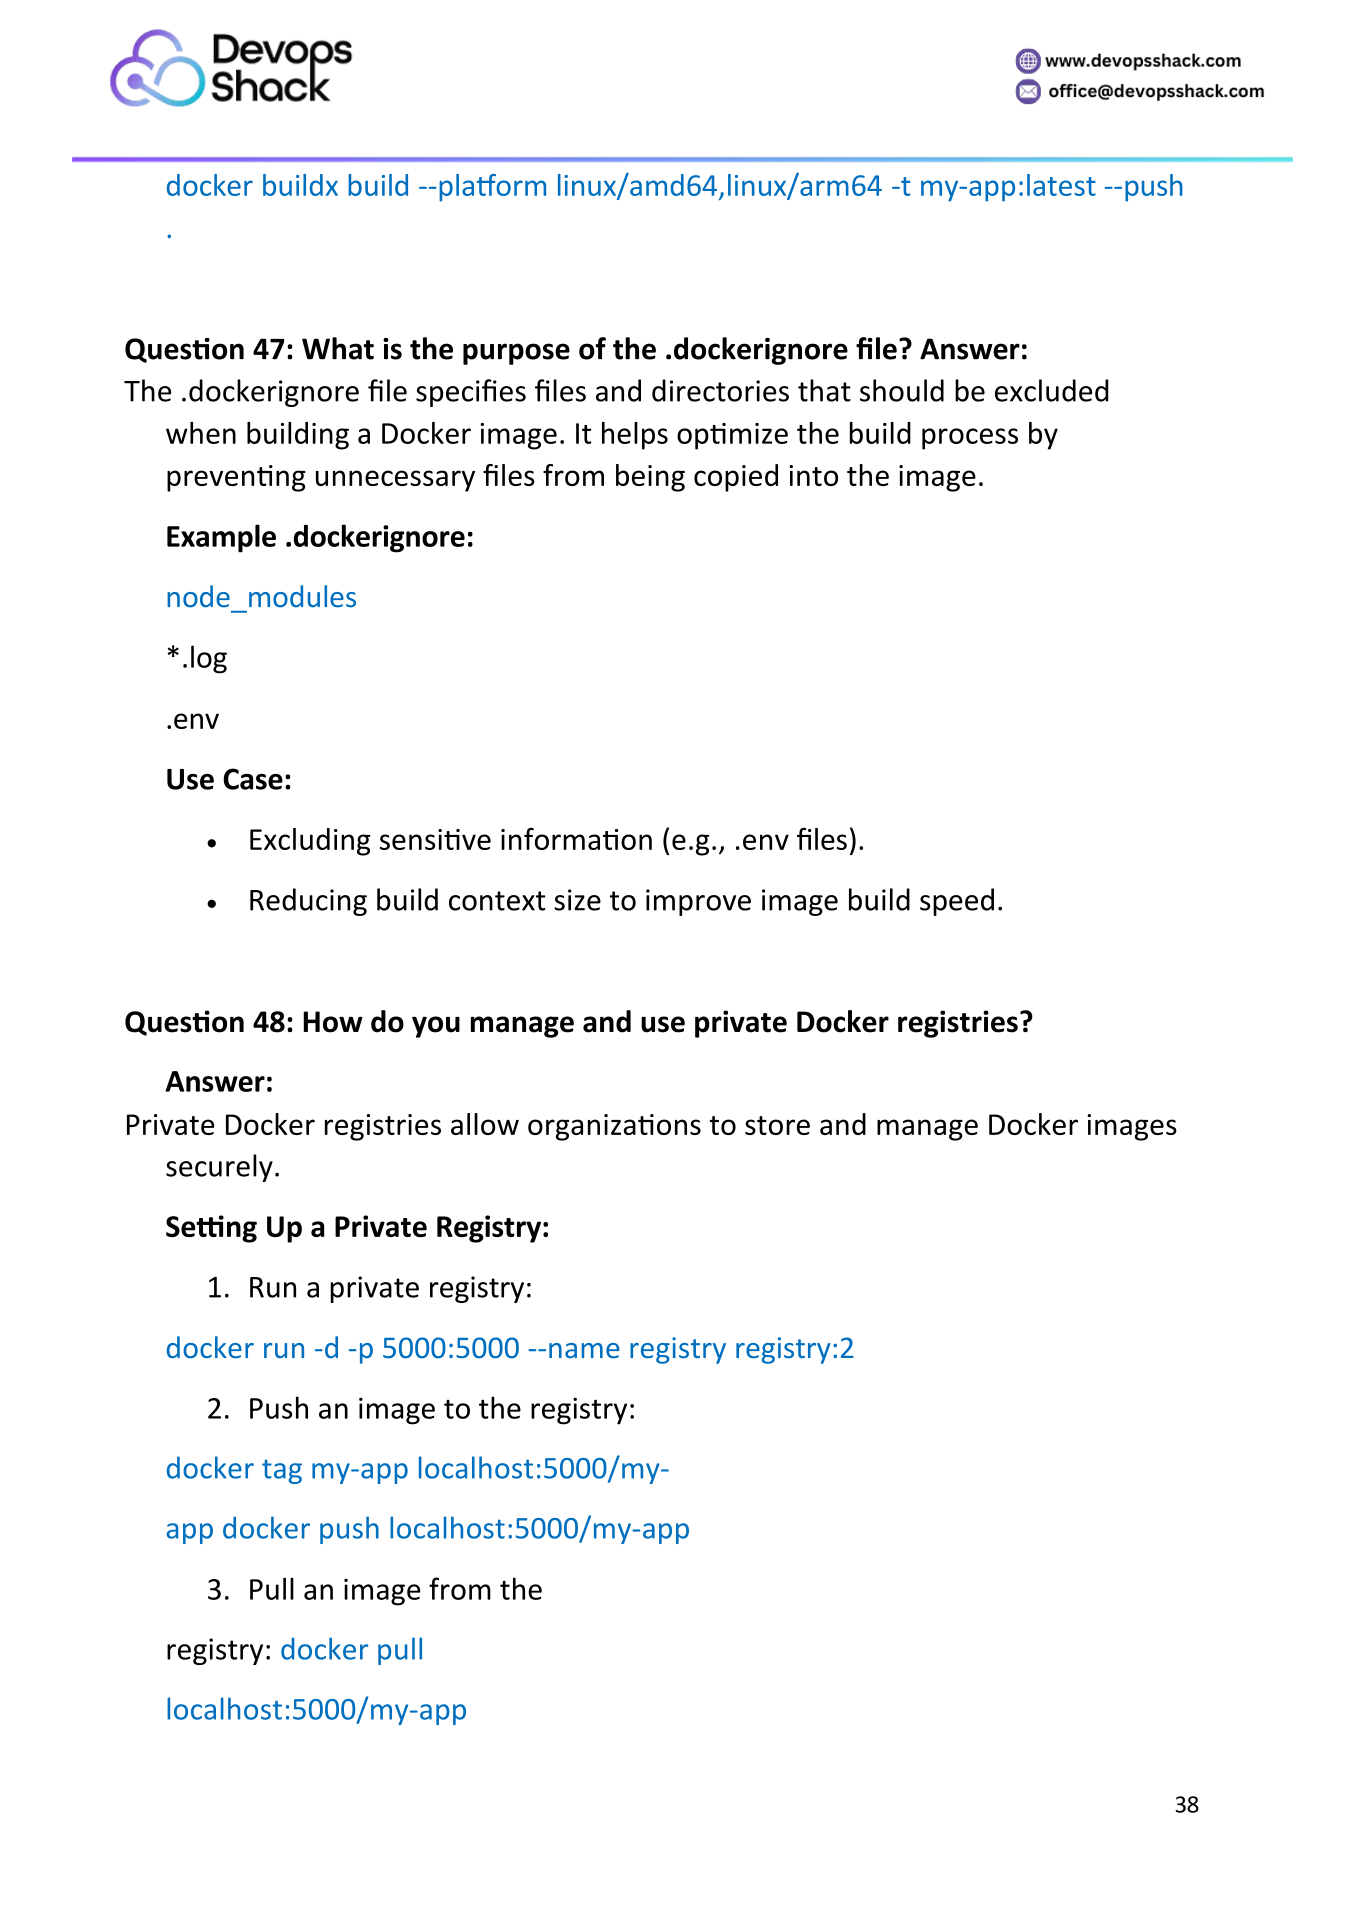 Devops
Shack
www.devopsshack.com
office@devopsshack.com
docker buildx build --platform linux/amd64,linux/arm64 -t my-app:latest --push
.
Question 47: What is the purpose of the .dockerignore file? Answer:
The .dockerignore file specifies files and directories that should be excluded
when building a Docker image. It helps optimize the build process by
preventing unnecessary files from being copied into the image.
Example .dockerignore:
node_modules
*.log
.env
Use Case:
• Excluding sensitive information (e.g., .env files).
• Reducing build context size to improve image build speed.
Question 48: How do you manage and use private Docker registries?
Answer:
Private Docker registries allow organizations to store and manage Docker images
securely.
Setting Up a Private Registry:
1. Run a private registry:
docker run -d -p 5000:5000 --name registry registry:2
2. Push an image to the registry:
docker tag my-app localhost:5000/my-
app docker push localhost:5000/my-app
3. Pull an image from the
registry: docker pull
localhost:5000/my-app
38